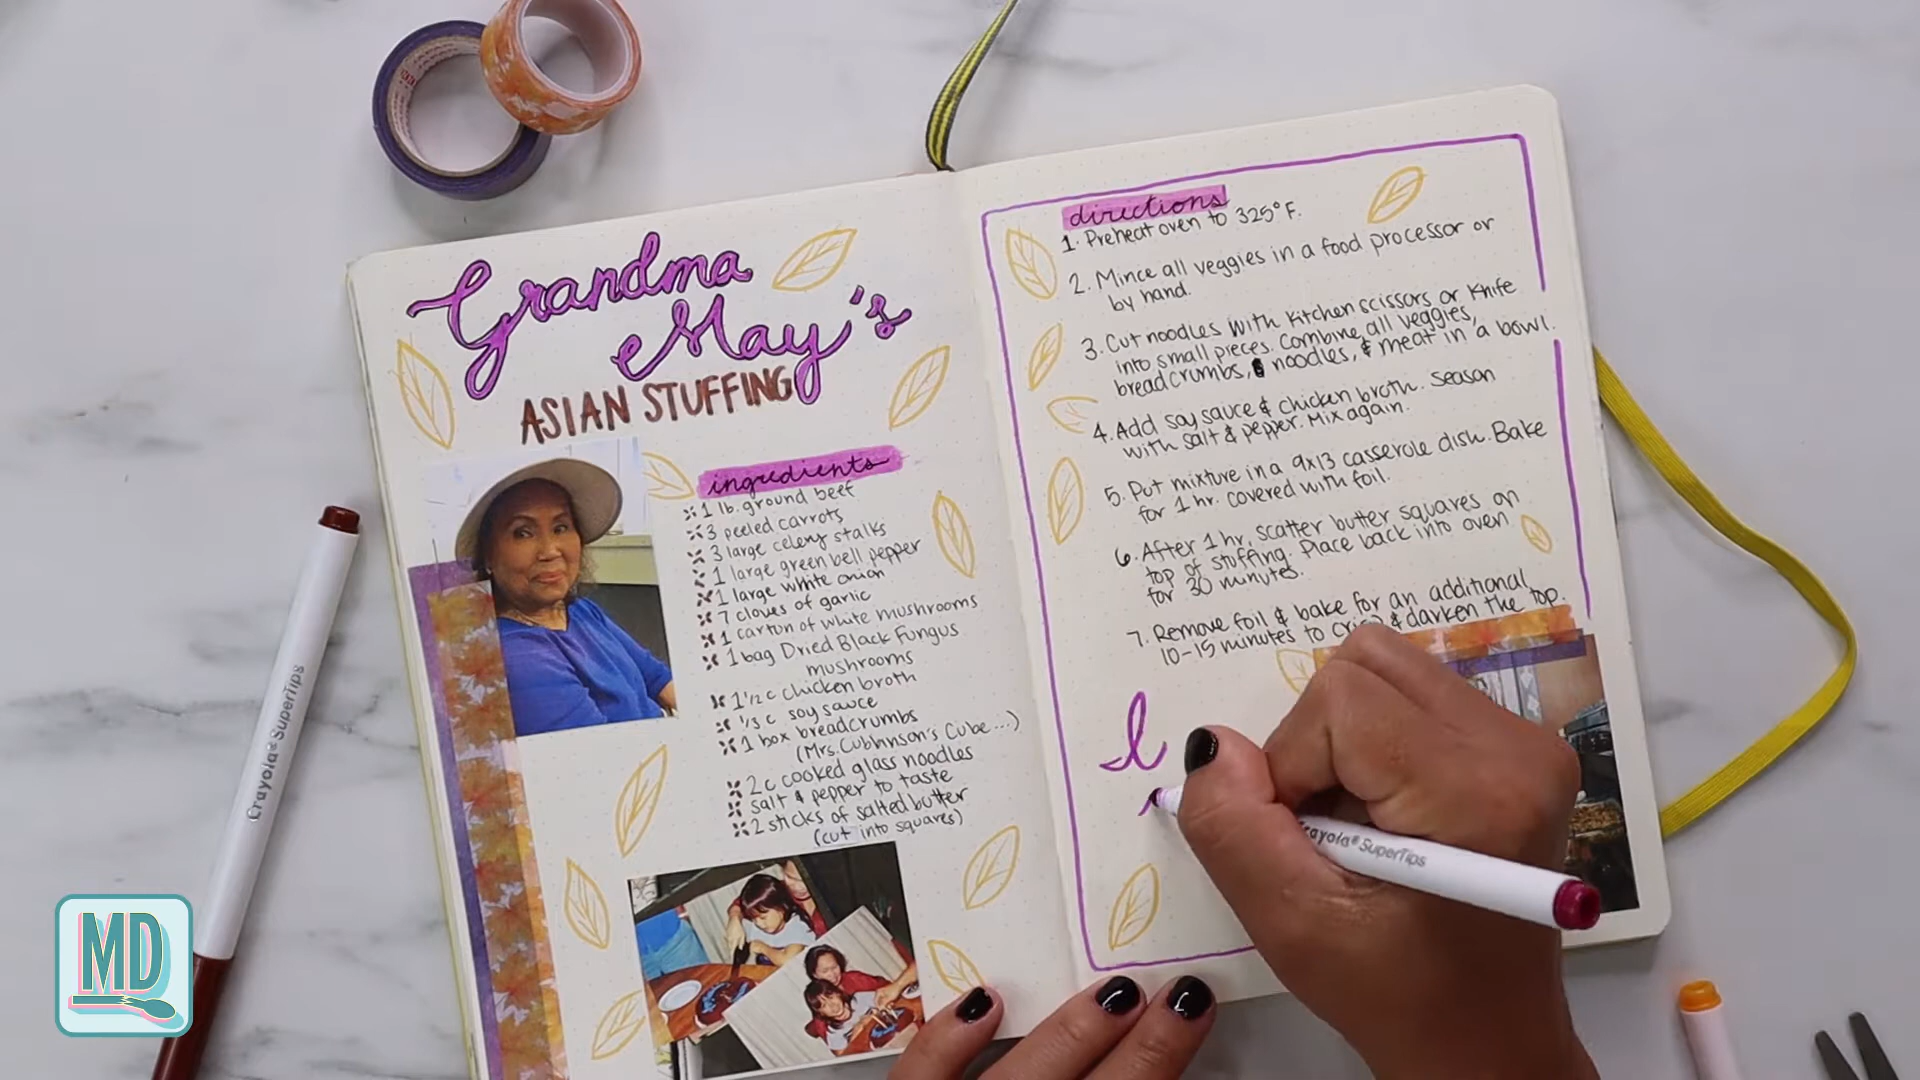 Grandma
May's
ASIAN STUFFING
ingredients
1 lb. ground beef
3 peeled carrots
3 large celery stalks
1 large green bell pepper
1 large white onion
7 cloves of garlic
1 carton of white mushrooms
1 bag Dried Black Fungus
mushrooms
1 1/2 c chicken broth
1/3 c soy sauce
1 box breadcrumbs
(Mrs. Cubhnson's Cube...)
2 c cooked glass noodles
salt & pepper to taste
2 sticks of salted butter
(cut into squares)
directions
1. Preheat oven to 325° F.
2. Mince all veggies in a food processor or
by hand.
3. Cut noodles with kitchen scissors or knife
into small pieces. Combine all veggies,
breadcrumbs, noodles, & meat in a bowl.
4. Add soy sauce & chicken broth. Season
with salt & pepper. Mix again.
5. Put mixture in a 9x13 casserole dish. Bake
for 1 hr. covered with foil.
6. After 1 hr, scatter butter squares on
top of stuffing. Place back into oven
for 30 minutes.
7. Remove foil & bake for an additional
10-15 minutes to crisp & darken the top.
Crayola® SuperTips
Crayola® SuperTips
MD